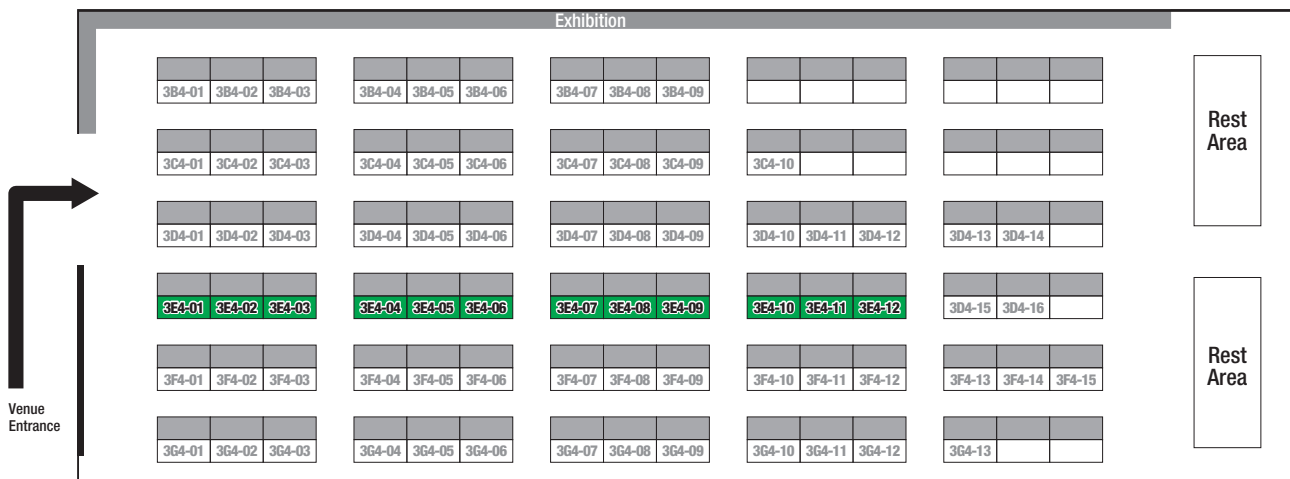 Exhibition
3B4-01 3B4-02 3B4-03 3B4-04 3B4-05 3B4-06 3B4-07 3B4-08 3B4-09
Rest
Area
3C4-01 3C4-02 3C4-03 3C4-04 3C4-05 3C4-06 3C4-07 3C4-08 3C4-09 3C4-10
3D4-01 3D4-02 3D4-03 3D4-04 3D4-05 3D4-06 3D4-07 3D4-08 3D4-09 3D4-10 3D4-11 3D4-12 3D4-13 3D4-14
3E4-01 3E4-02 3E4-03 3E4-04 3E4-05 3E4-06 3E4-07 3E4-08 3E4-09 3E4-10 3E4-11 3E4-12 3D4-15 3D4-16
Rest
Area
3F4-01 3F4-02 3F4-03 3F4-04 3F4-05 3F4-06 3F4-07 3F4-08 3F4-09 3F4-10 3F4-11 3F4-12 3F4-13 3F4-14 3F4-15
Venue
Entrance
3G4-01 3G4-02 3G4-03 3G4-04 3G4-05 3G4-06 3G4-07 3G4-08 3G4-09 3G4-10 3G4-11 3G4-12 3G4-13